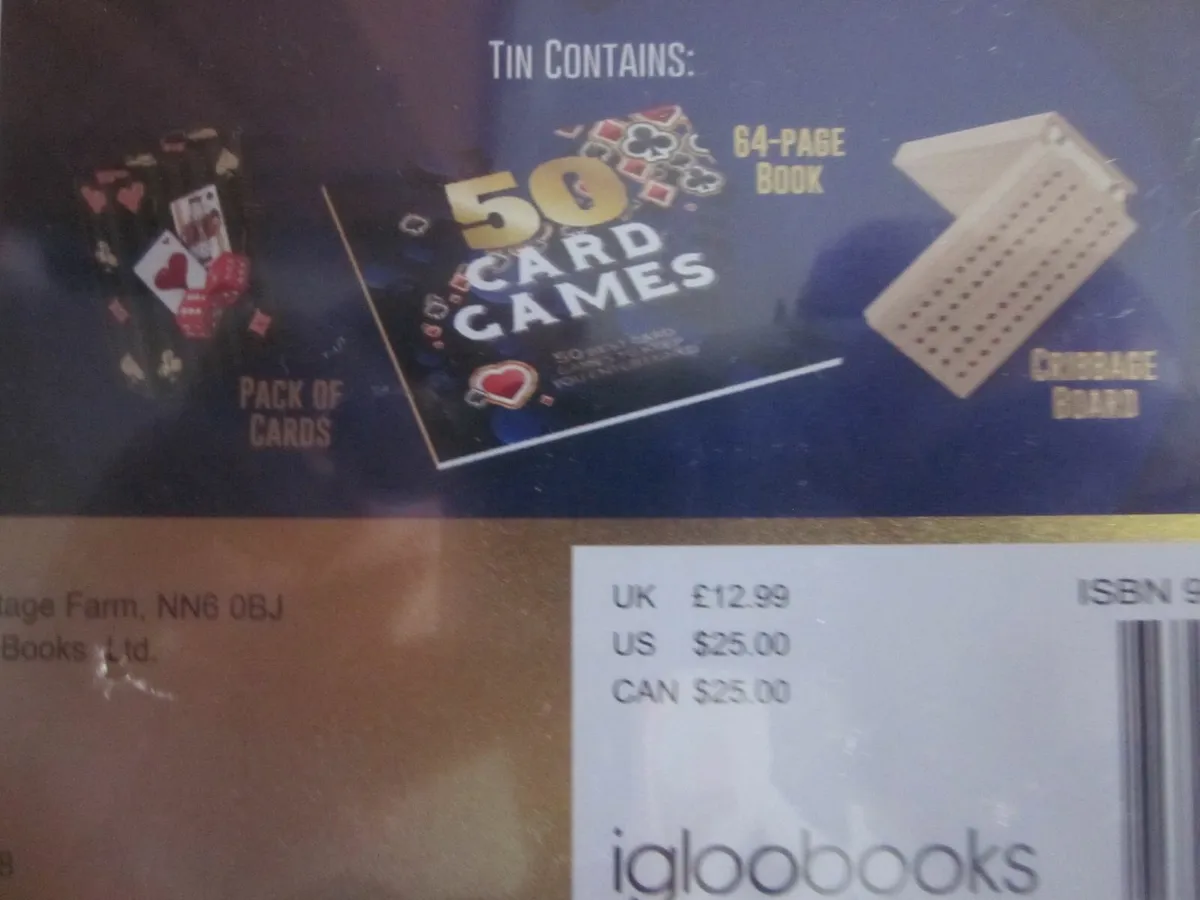 TIN CONTAINS:
64-PAGE
BOOK
50
CARD
GAMES
PACK OF
CARDS
CRIBBAGE
BOARD
tage Farm, NN6 0BJ
Books Ltd.
UK £12.99
US $25.00
CAN $25.00
ISBN 9
igloobooks